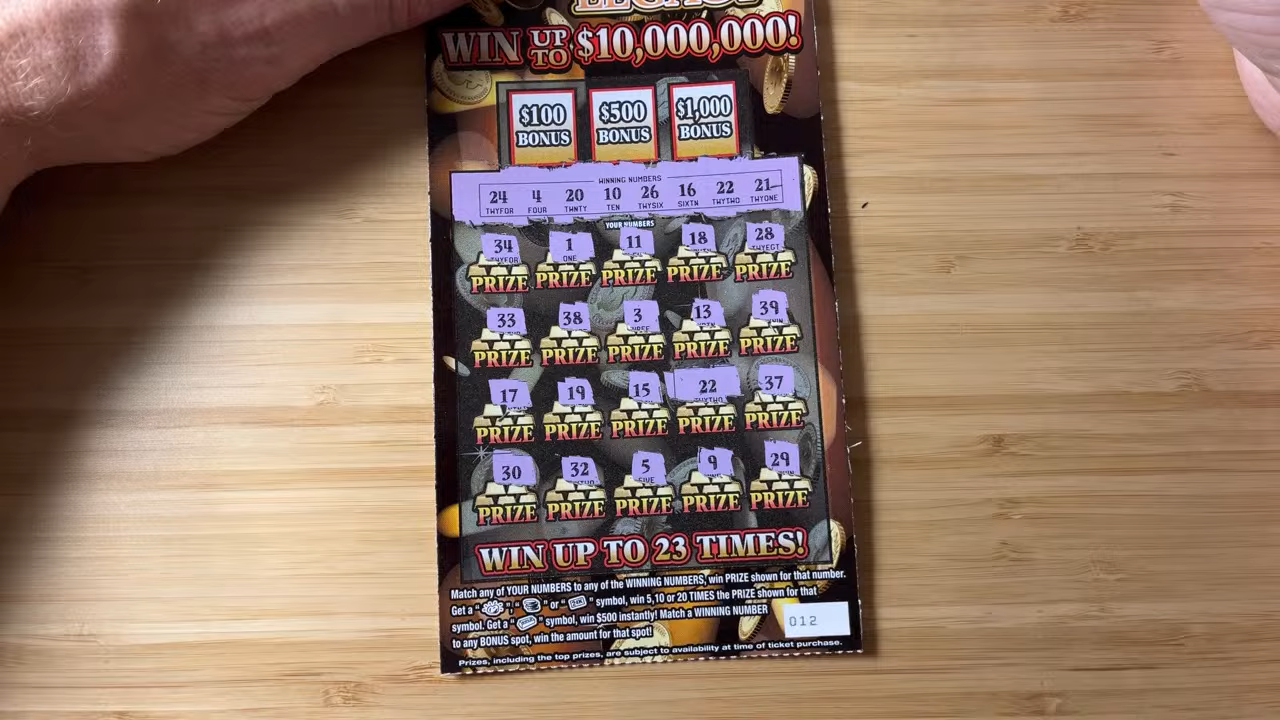 LEGACY
WIN UP TO $10,000,000!
$100 BONUS $500 BONUS $1,000 BONUS
WINNING NUMBERS
24 4 20 10 26 16 22 21
TWYFOR FOUR TWNTY TEN TWYSIX SIXTN TWYTWO TWYONE
YOUR NUMBERS
34 1 11 18 28
ONE
PRIZE PRIZE PRIZE PRIZE PRIZE
33 38 3 13 39
PRIZE PRIZE PRIZE PRIZE PRIZE
17 19 15 22 37
TWYTWO
PRIZE PRIZE PRIZE PRIZE PRIZE
30 32 5 9 29
FIVE
PRIZE PRIZE PRIZE PRIZE PRIZE
WIN UP TO 23 TIMES!
Match any of YOUR NUMBERS to any of the WINNING NUMBERS, win PRIZE shown for that number.
Get a " ", " " or " " symbol, win 5, 10 or 20 TIMES the PRIZE shown for that
symbol. Get a " " symbol, win $500 instantly! Match a WINNING NUMBER
to any BONUS spot, win the amount for that spot!
012
Prizes, including the top prizes, are subject to availability at time of ticket purchase.